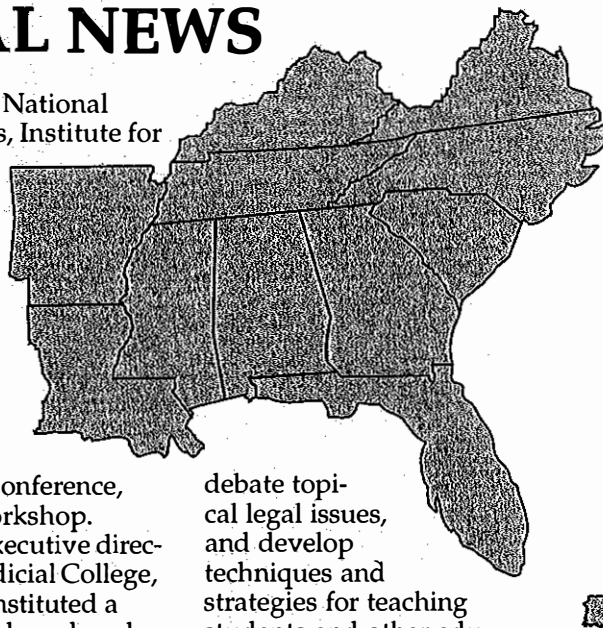 AL NEWS
National
s, Institute for
onference,
orkshop.
xecutive direc-
dicial College,
nstituted a
debate topi-
cal legal issues,
and develop
techniques and
strategies for teaching